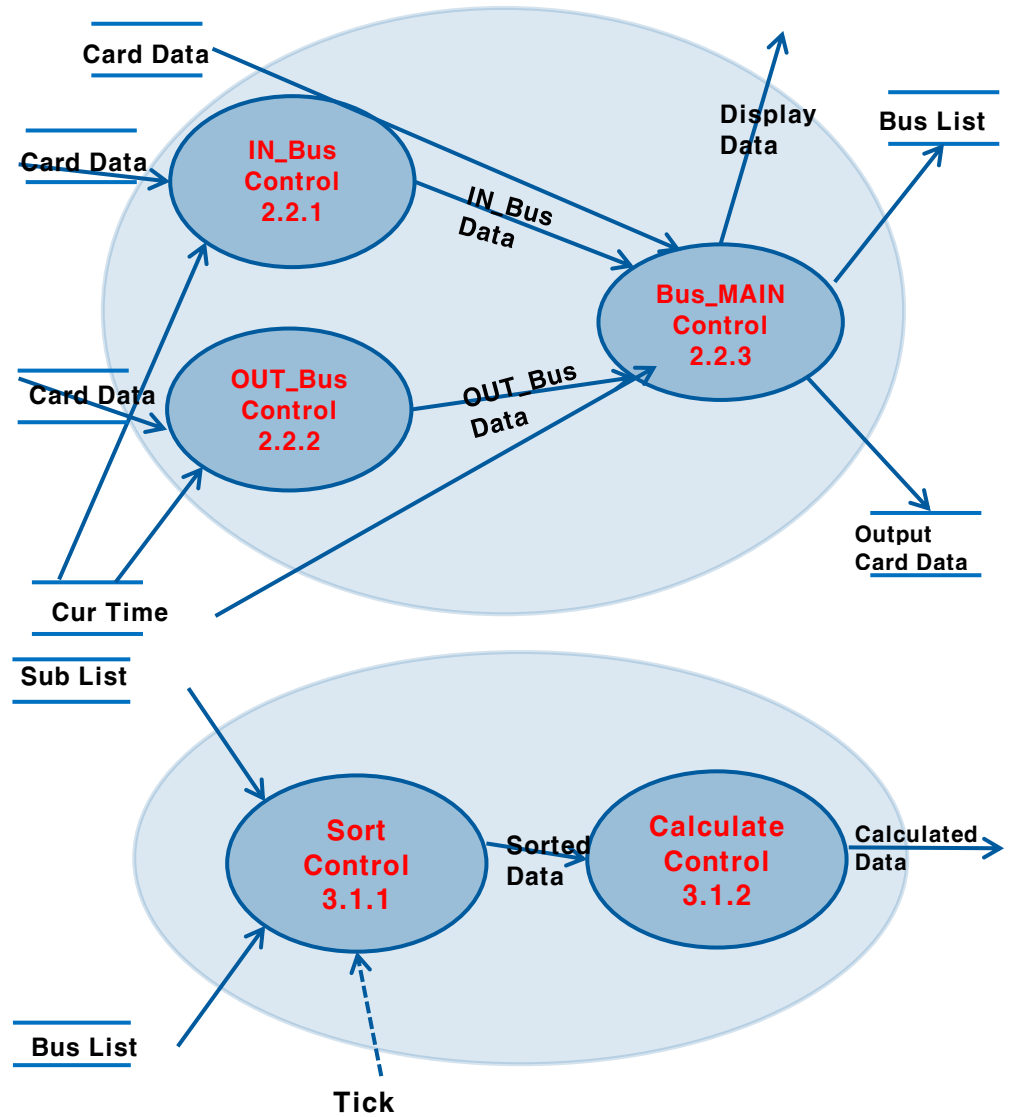 Card Data
Display
Data
Bus List
Card Data
IN_Bus
Control
2.2.1
IN_Bus
Data
Bus_MAIN
Control
2.2.3
Card Data
OUT_Bus
Control
2.2.2
OUT_Bus
Data
Output
Card Data
Cur Time
Sub List
Sort
Control
3.1.1
Sorted
Data
Calculate
Control
3.1.2
Calculated
Data
Bus List
Tick